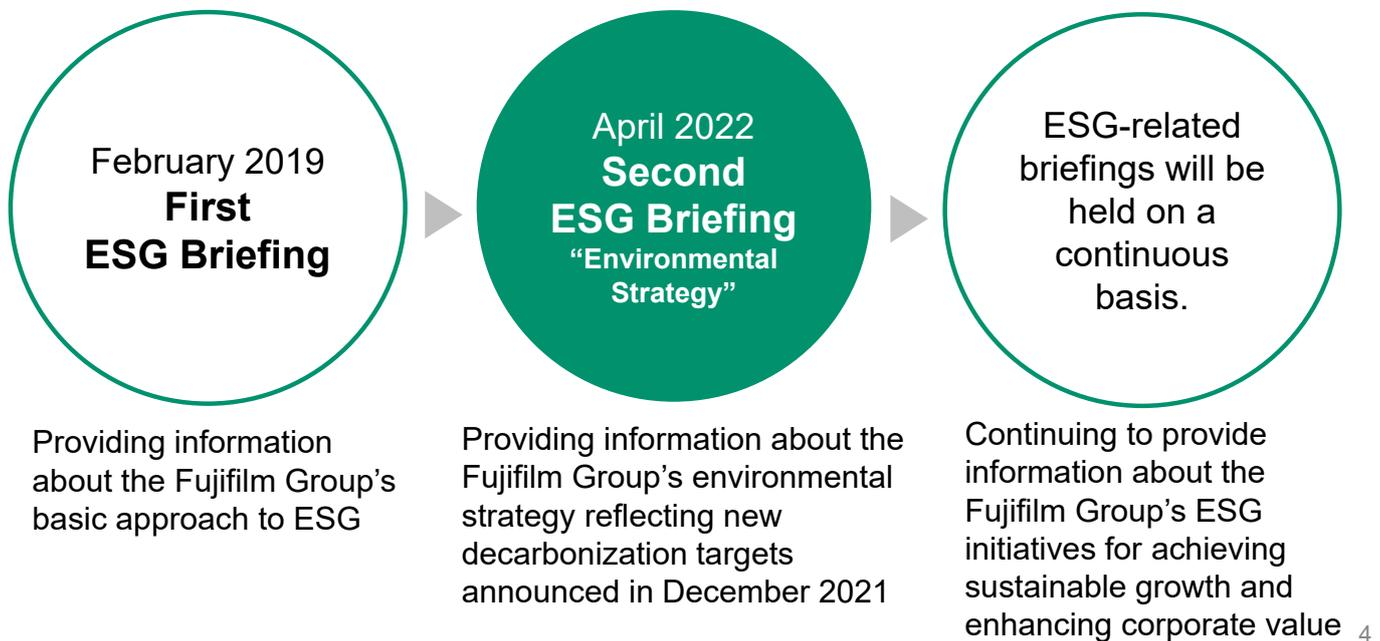 February 2019
First
ESG Briefing
Providing information
about the Fujifilm Group’s
basic approach to ESG
April 2022
Second
ESG Briefing
“Environmental
Strategy”
Providing information about the
Fujifilm Group’s environmental
strategy reflecting new
decarbonization targets
announced in December 2021
ESG-related
briefings will be
held on a
continuous
basis.
Continuing to provide
information about the
Fujifilm Group’s ESG
initiatives for achieving
sustainable growth and
enhancing corporate value
4